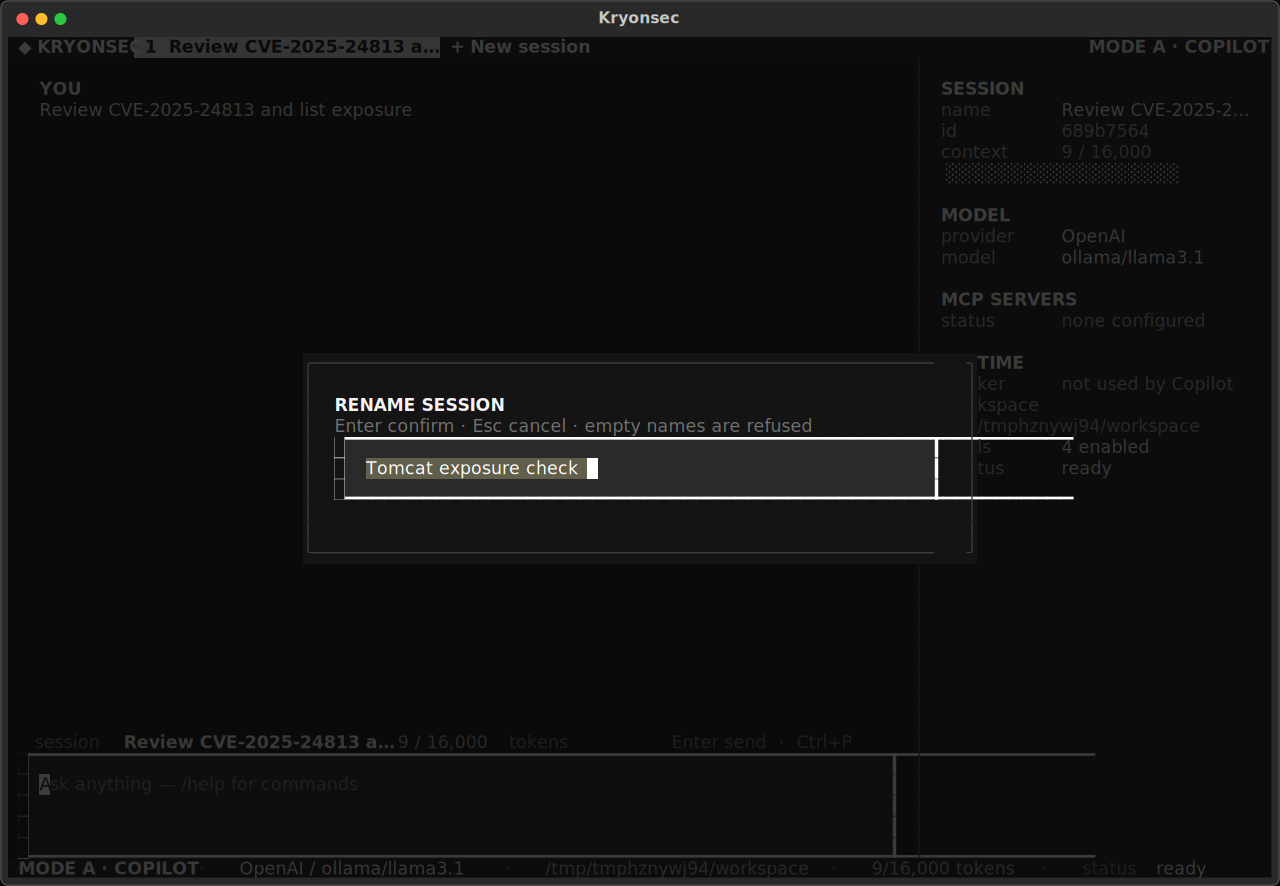 Kryonsec
◆ KRYONSEC 1 Review CVE-2025-24813 a… + New session MODE A · COPILOT
YOU
Review CVE-2025-24813 and list exposure
SESSION
name Review CVE-2025-2…
id 689b7564
context 9 / 16,000
MODEL
provider OpenAI
model ollama/llama3.1
MCP SERVERS
status none configured
TIME
ker not used by Copilot
kspace
/tmphznywj94/workspace
ls 4 enabled
tus ready
RENAME SESSION
Enter confirm · Esc cancel · empty names are refused
Tomcat exposure check
session Review CVE-2025-24813 a… 9 / 16,000 tokens Enter send · Ctrl+P
Ask anything — /help for commands
MODE A · COPILOT · OpenAI / ollama/llama3.1 · /tmp/tmphznywj94/workspace · 9/16,000 tokens · status ready